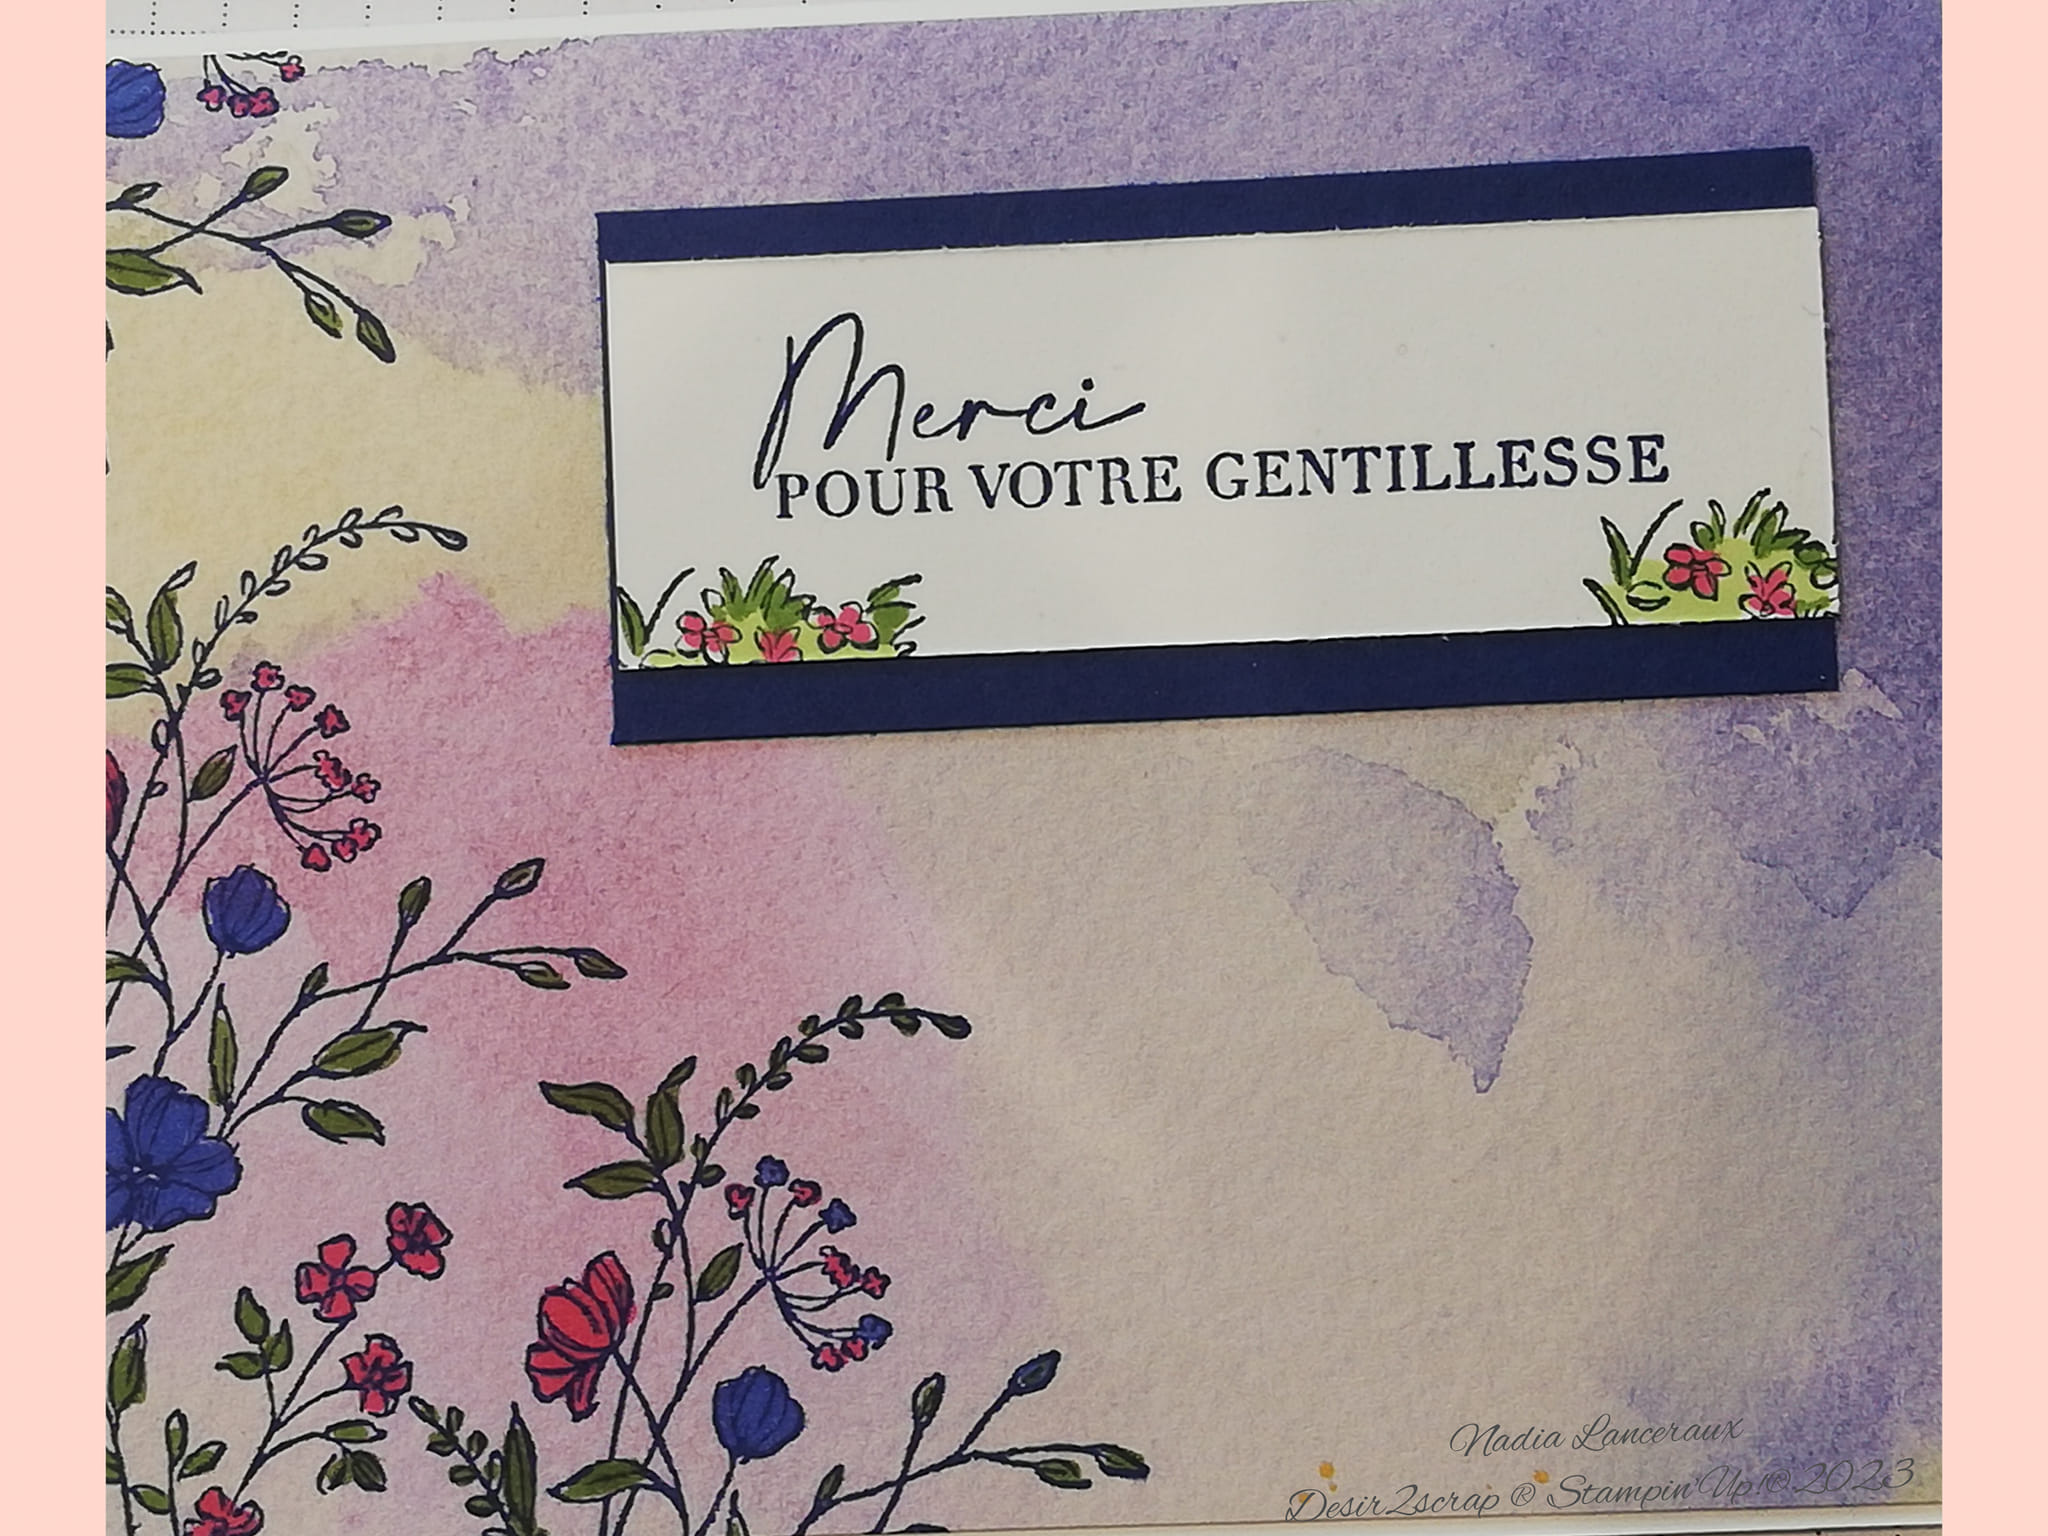 Merci
POUR VOTRE GENTILLESSE
Nadia Lanceraux
Desir2scrap ® Stampin'Up!©2023